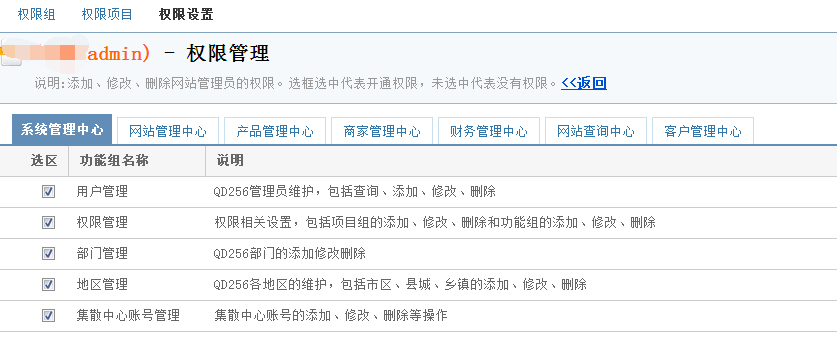 权限组 权限项目 权限设置
admin) - 权限管理
说明:添加、修改、删除网站管理员的权限。选框选中代表开通权限，未选中代表没有权限。<<返回
系统管理中心 网站管理中心 产品管理中心 商家管理中心 财务管理中心 网站查询中心 客户管理中心
选区 功能组名称 说明
用户管理 QD256管理员维护，包括查询、添加、修改、删除
权限管理 权限相关设置，包括项目组的添加、修改、删除和功能组的添加、修改、删除
部门管理 QD256部门的添加修改删除
地区管理 QD256各地区的维护，包括市区、县城、乡镇的添加、修改、删除
集散中心账号管理 集散中心账号的添加、修改、删除等操作